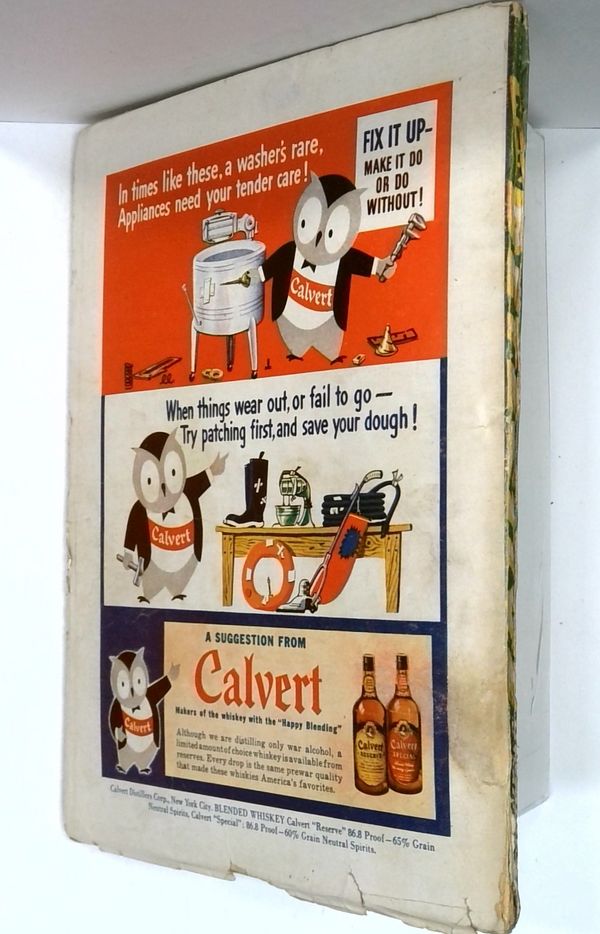 In times like these, a washer's rare,
Appliances need your tender care!
FIX IT UP-
MAKE IT DO
OR DO
WITHOUT!
Calvert
When things wear out, or fail to go —
Try patching first, and save your dough!
Calvert
A SUGGESTION FROM
Calvert
Makers of the whiskey with the "Happy Blending"
Although we are distilling only war alcohol, a
limited amount of choice whiskey is available from
reserves. Every drop is the same prewar quality
that made these whiskies America's favorites.
Calvert
Calvert
RESERVE
Calvert
SPECIAL
Calvert Distillers Corp., New York City. BLENDED WHISKEY Calvert "Reserve" 86.8 Proof—65% Grain
Neutral Spirits, Calvert "Special": 86.8 Proof—60% Grain Neutral Spirits.